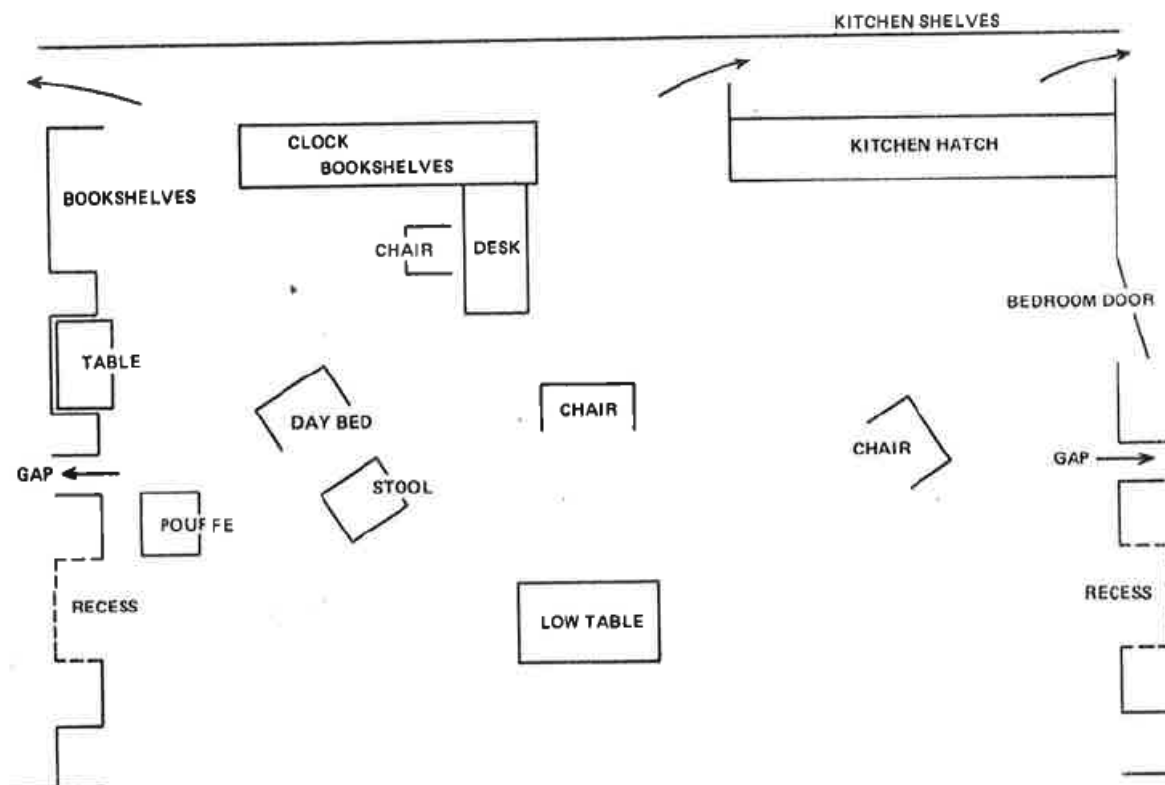 KITCHEN SHELVES
CLOCK
BOOKSHELVES
KITCHEN HATCH
BOOKSHELVES
CHAIR
DESK
BEDROOM DOOR
TABLE
DAY BED
CHAIR
CHAIR
GAP
GAP
STOOL
POUFFE
RECESS
RECESS
LOW TABLE